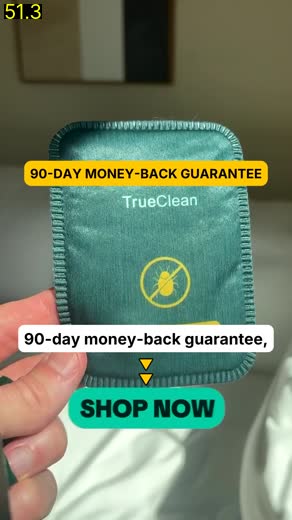 51.3
90-DAY MONEY-BACK GUARANTEE
TrueClean
90-day money-back guarantee,
SHOP NOW